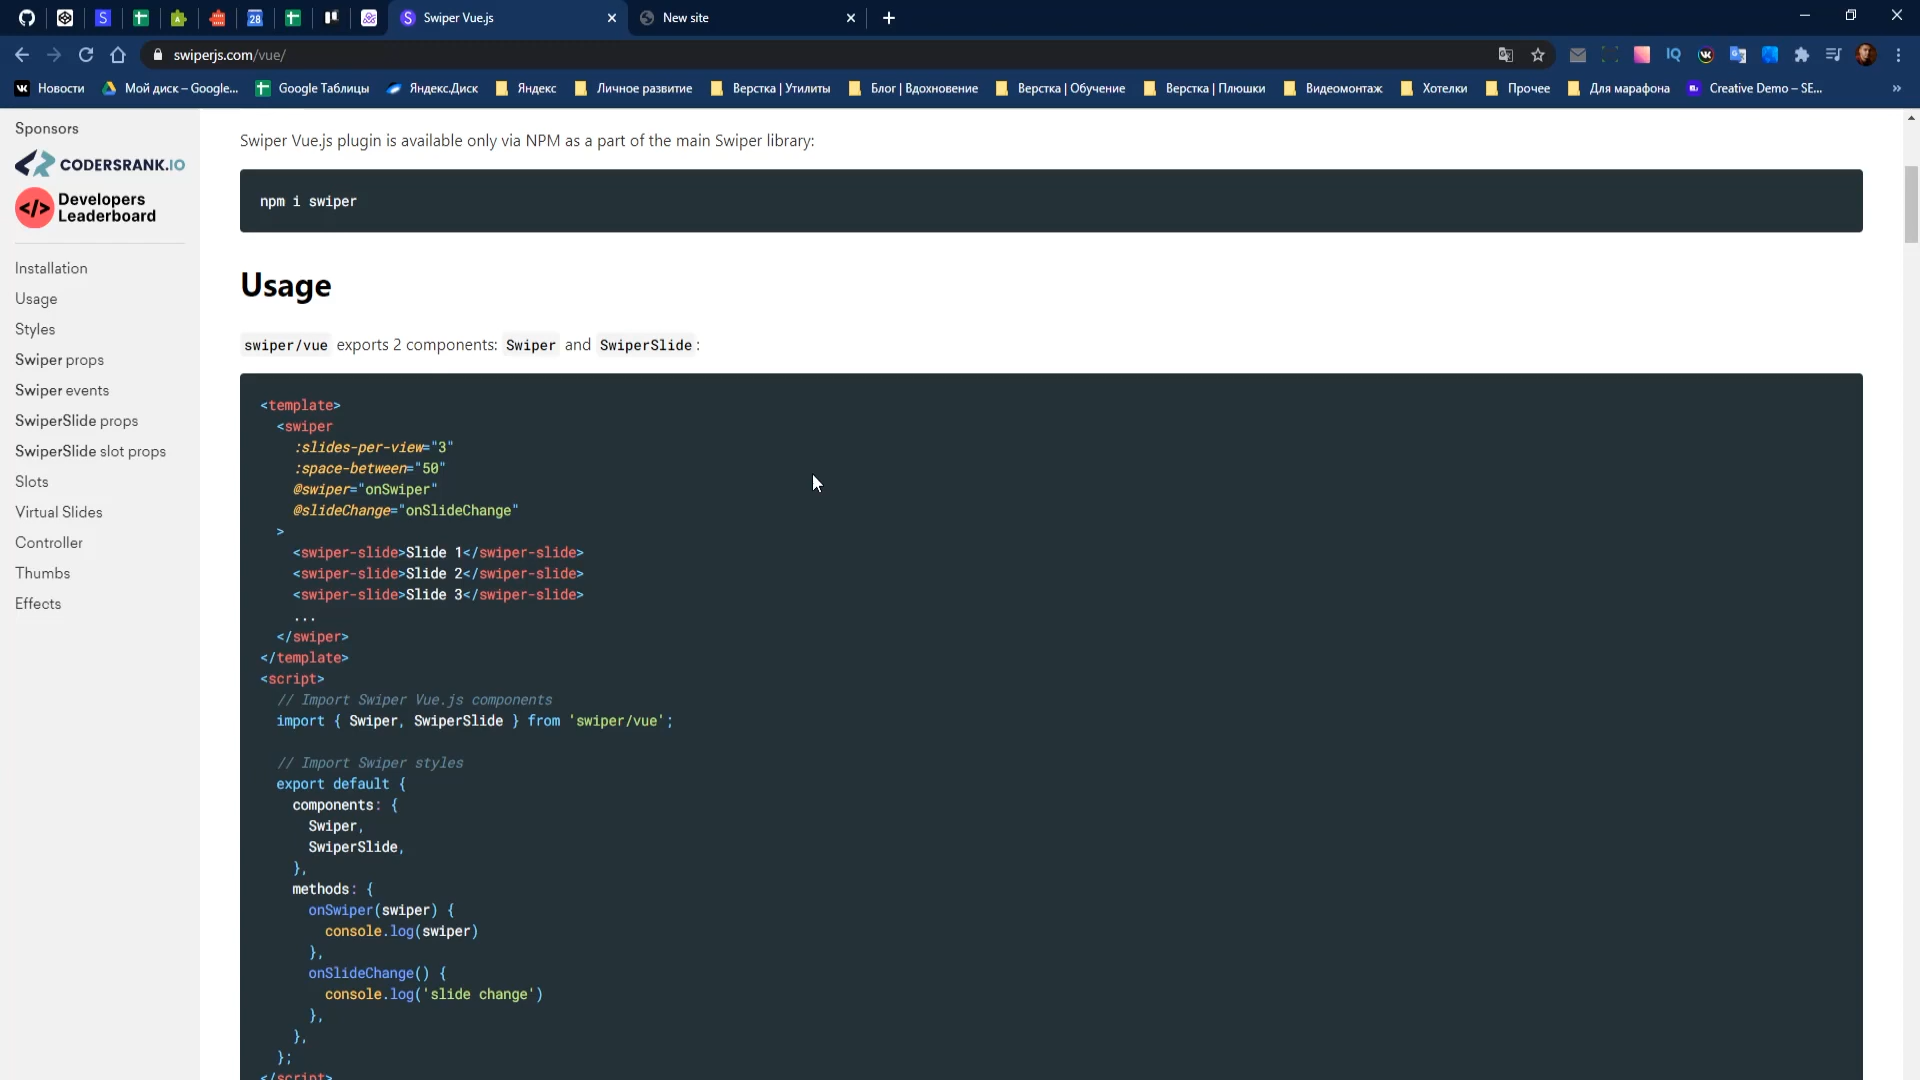 Swiper Vue.js
New site
28
swiperjs.com/vue/
Новости
Мой диск – Google...
Google Таблицы
Яндекс.Диск
Яндекс
Личное развитие
Верстка | Утилиты
Блог | Вдохновение
Верстка | Обучение
Верстка | Плюшки
Видеомонтаж
Хотелки
Прочее
Для марафона
Creative Demo – SE...
»
Sponsors
CODERSRANK.IO
</> Developers
Leaderboard
Installation
Usage
Styles
Swiper props
Swiper events
SwiperSlide props
SwiperSlide slot props
Slots
Virtual Slides
Controller
Thumbs
Effects
Swiper Vue.js plugin is available only via NPM as a part of the main Swiper library:
npm i swiper
Usage
swiper/vue exports 2 components: Swiper and SwiperSlide:
<template>
<swiper
:slides-per-view="3"
:space-between="50"
@swiper="onSwiper"
@slideChange="onSlideChange"
>
<swiper-slide>Slide 1</swiper-slide>
<swiper-slide>Slide 2</swiper-slide>
<swiper-slide>Slide 3</swiper-slide>
...
</swiper>
</template>
<script>
// Import Swiper Vue.js components
import { Swiper, SwiperSlide } from 'swiper/vue';
// Import Swiper styles
export default {
components: {
Swiper,
SwiperSlide,
},
methods: {
onSwiper(swiper) {
console.log(swiper)
},
onSlideChange() {
console.log('slide change')
},
},
};
</script>